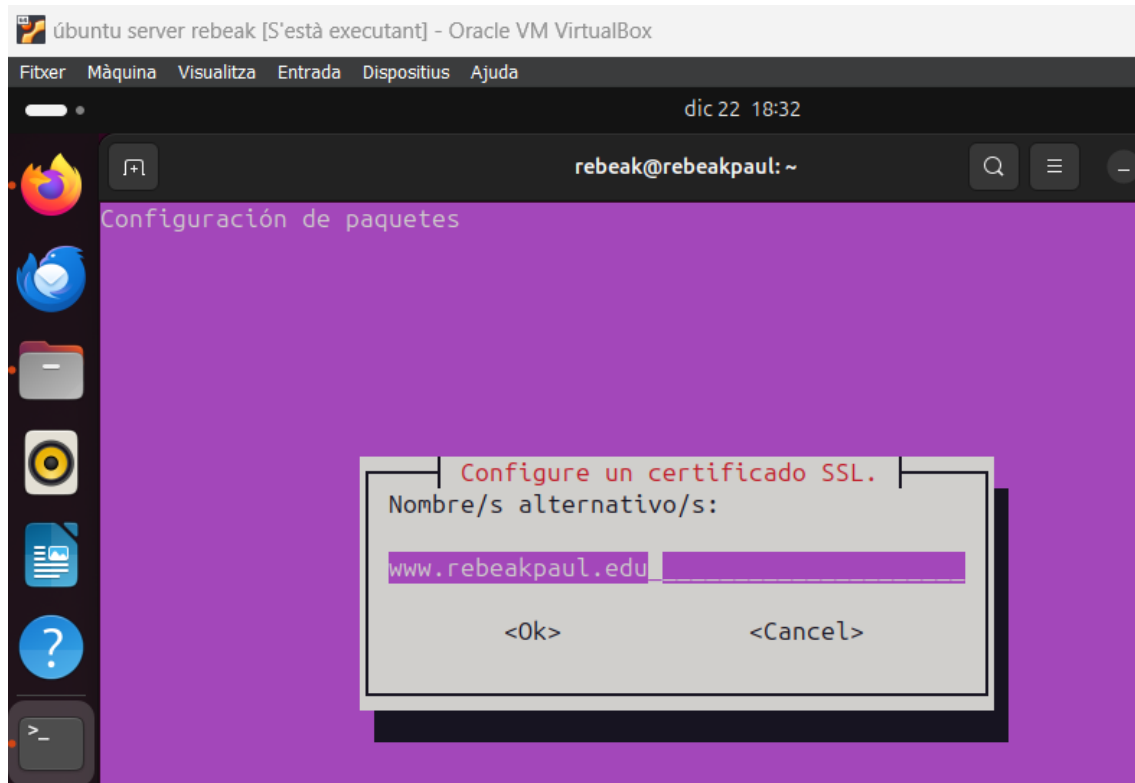 úbuntu server rebeak [S'està executant] - Oracle VM VirtualBox
Fitxer Màquina Visualitza Entrada Dispositius Ajuda
dic 22 18:32
rebeak@rebeakpaul: ~
Configuración de paquetes
Configure un certificado SSL.
Nombre/s alternativo/s:
www.rebeakpaul.edu
<Ok> <Cancel>